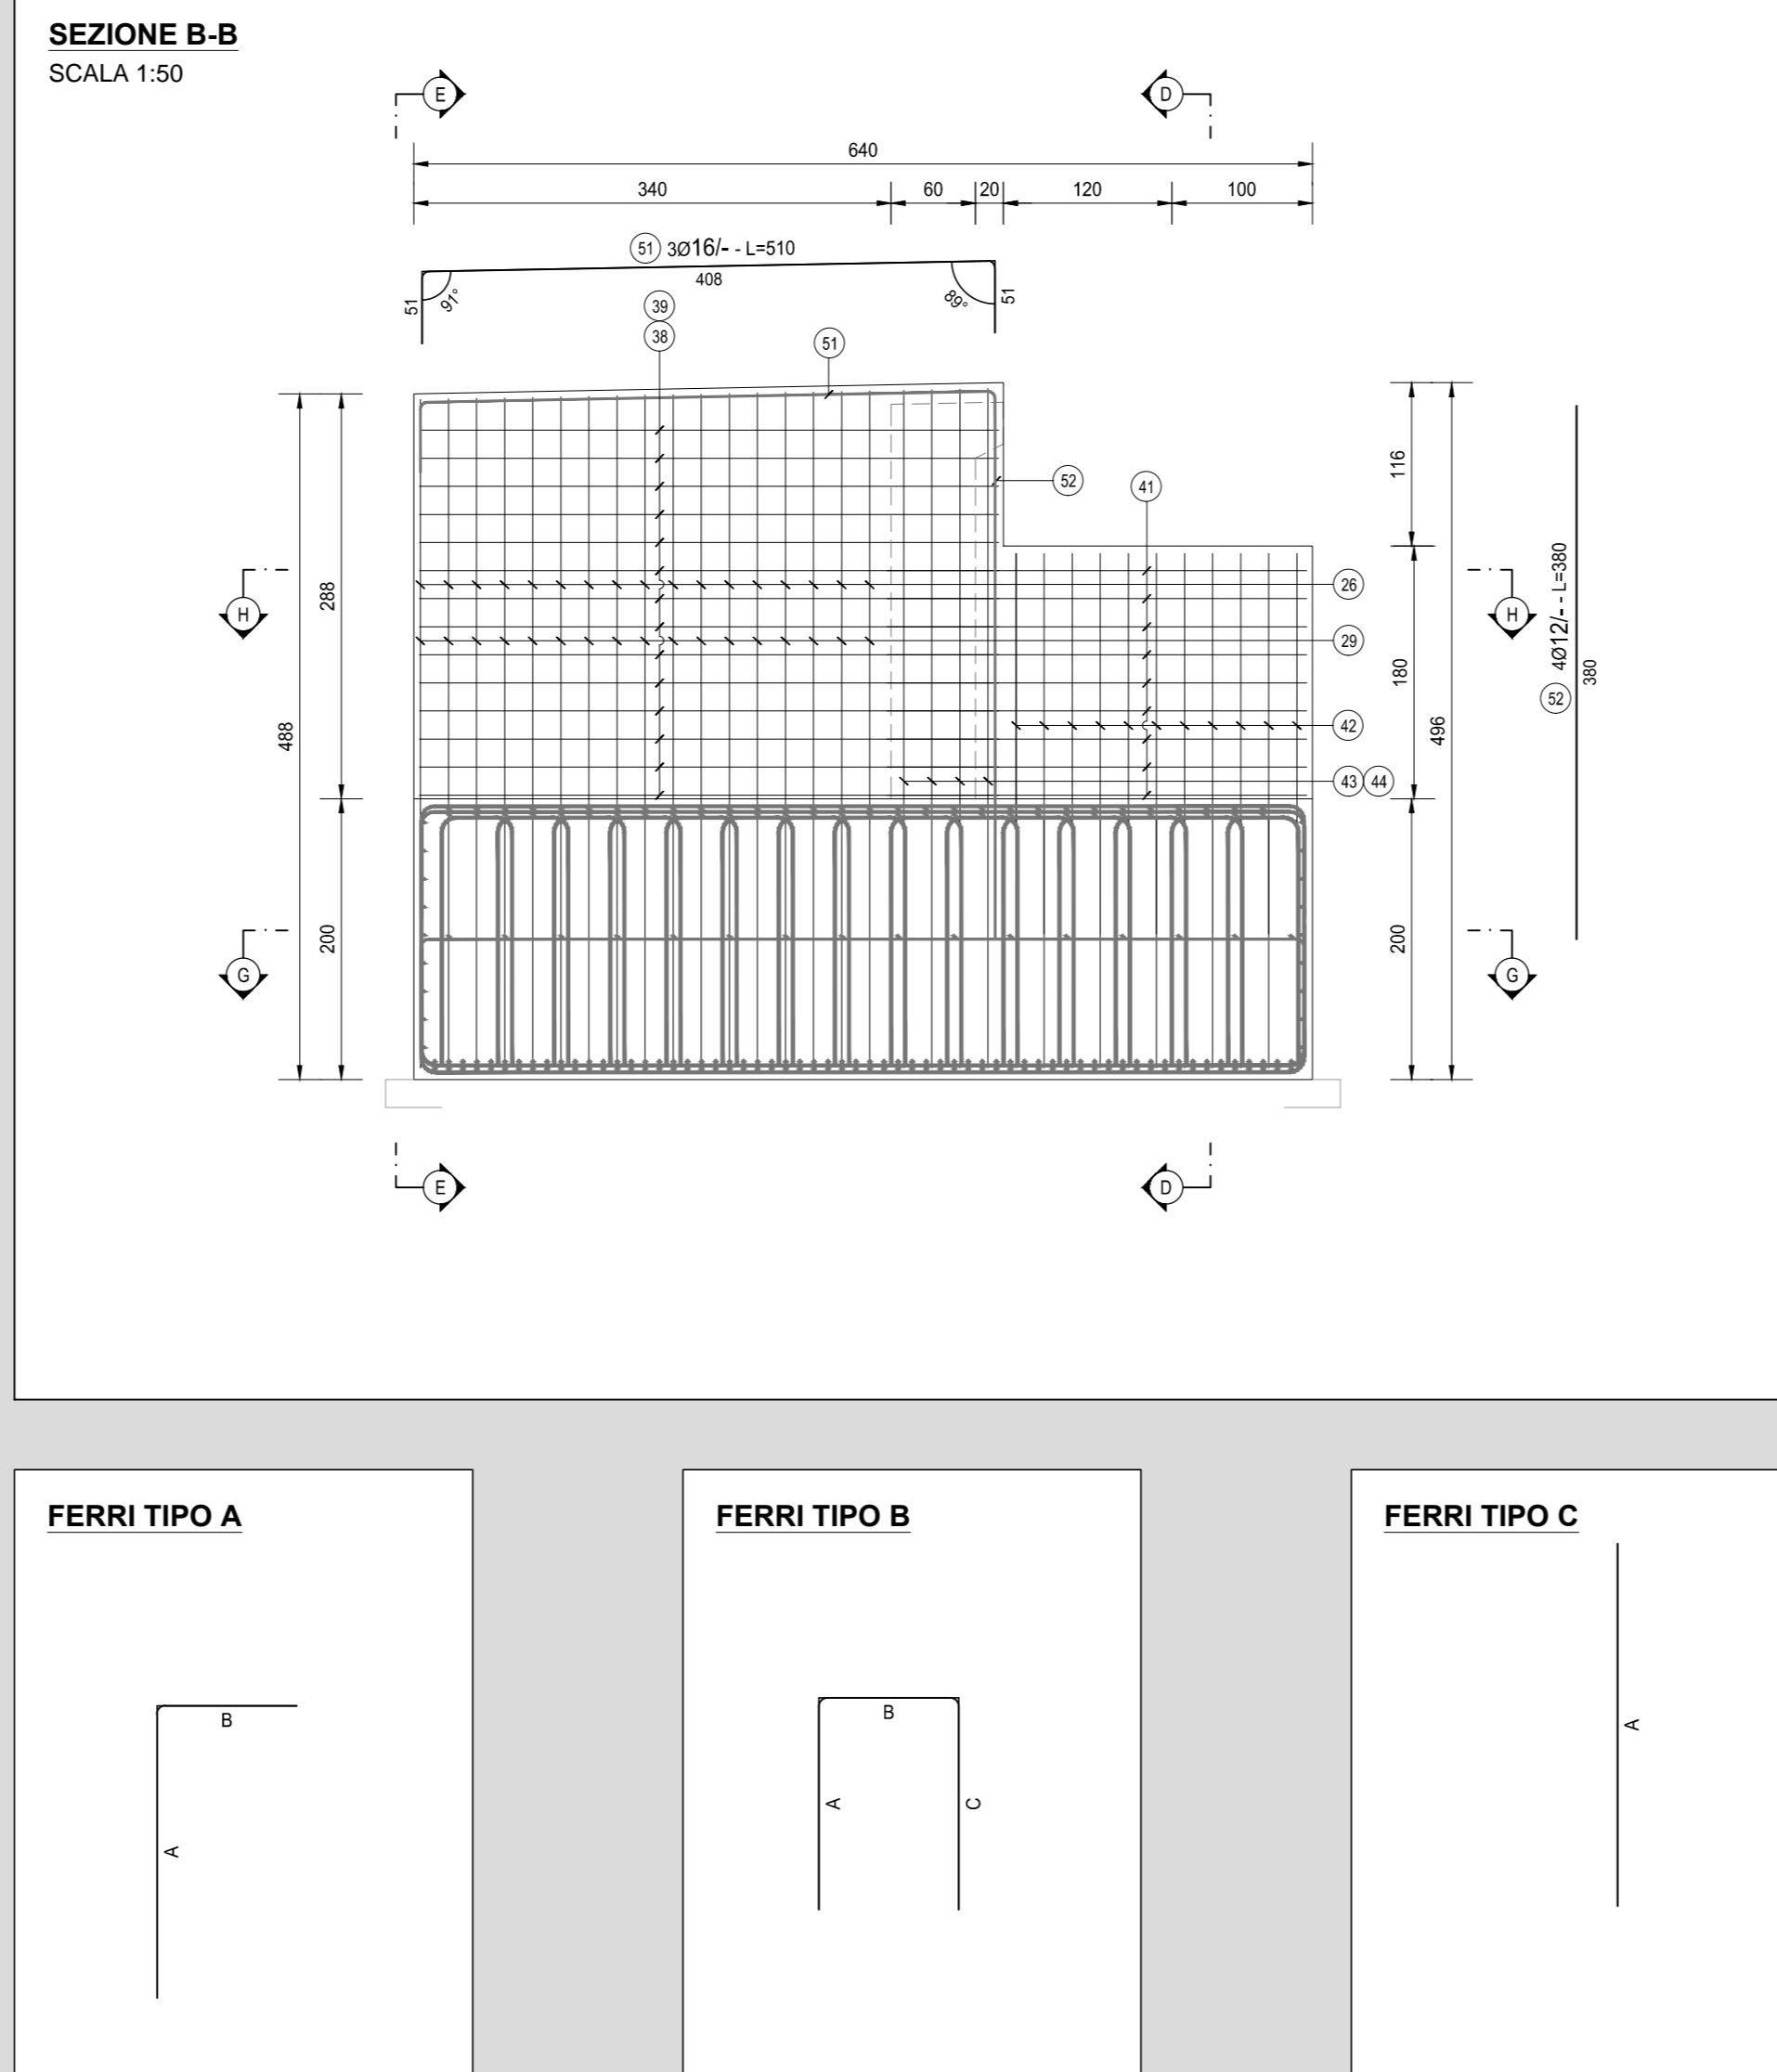 SEZIONE B-B
SCALA 1:50
E
D
640
340 60 20 120 100
51 3Ø16/- - L=510
408
51 91° 89° 51
39
38
51
52
41
116
288
488
H
H
26
29
180
496
42
43 44
52 4Ø12/- - L=380
380
200
200
G
G
E
D
FERRI TIPO A
B
A
FERRI TIPO B
B
A
C
FERRI TIPO C
A